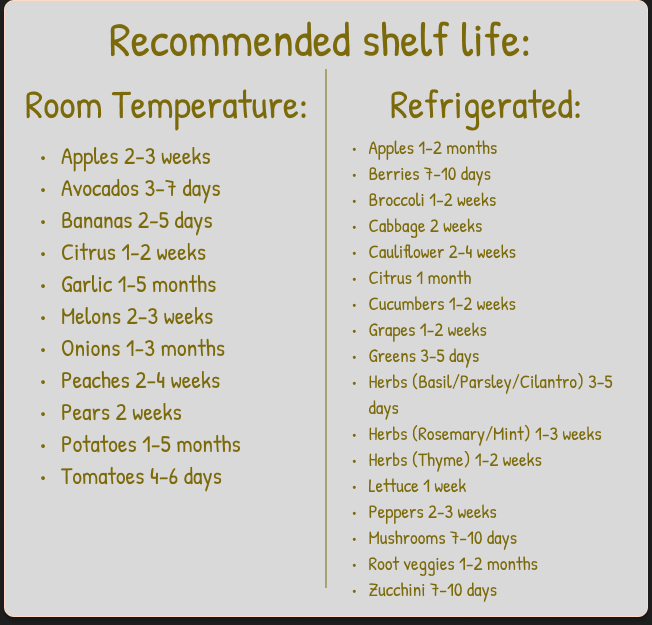 Recommended shelf life:
Room Temperature:
• Apples 2-3 weeks
• Avocados 3-7 days
• Bananas 2-5 days
• Citrus 1-2 weeks
• Garlic 1-5 months
• Melons 2-3 weeks
• Onions 1-3 months
• Peaches 2-4 weeks
• Pears 2 weeks
• Potatoes 1-5 months
• Tomatoes 4-6 days
Refrigerated:
• Apples 1-2 months
• Berries 7-10 days
• Broccoli 1-2 weeks
• Cabbage 2 weeks
• Cauliflower 2-4 weeks
• Citrus 1 month
• Cucumbers 1-2 weeks
• Grapes 1-2 weeks
• Greens 3-5 days
• Herbs (Basil/Parsley/Cilantro) 3-5
days
• Herbs (Rosemary/Mint) 1-3 weeks
• Herbs (Thyme) 1-2 weeks
• Lettuce 1 week
• Peppers 2-3 weeks
• Mushrooms 7-10 days
• Root veggies 1-2 months
• Zucchini 7-10 days